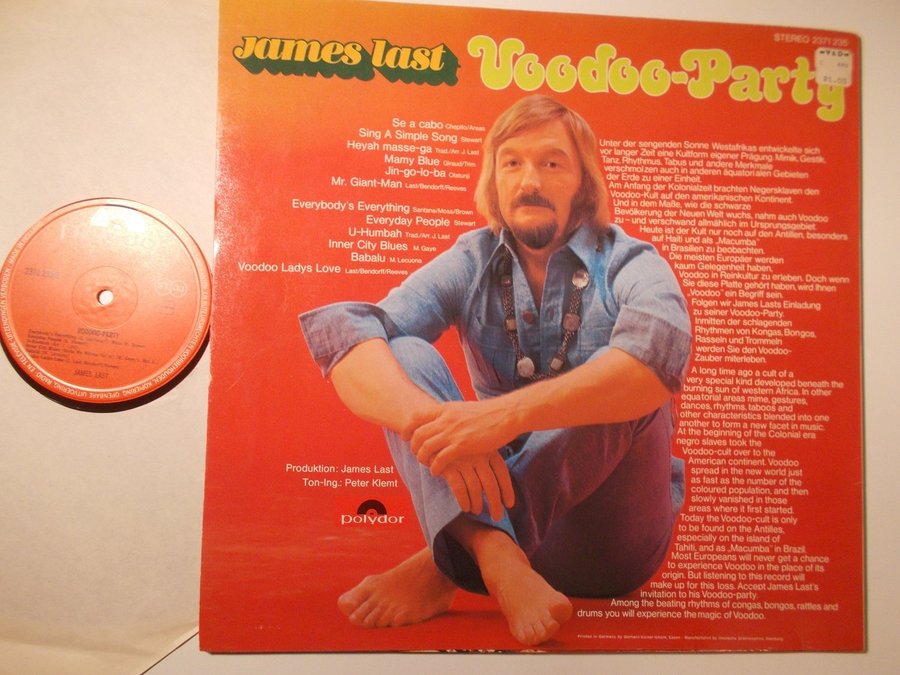 STEREO 2371 235
james last
Voodoo-Party
Se a cabo Chepito/Areas
Sing A Simple Song Stewart
Heyah masse-ga Trad./Arr. J. Last
Mamy Blue Giraud/Trim
Jin-go-lo-ba Olatunji
Mr. Giant-Man Last/Bendorff/Reeves
Everybody's Everything Santana/Moss/Brown
Everyday People Stewart
U-Humbah Trad./Arr. J. Last
Inner City Blues M. Gaye
Babalu M. Lecuona
Voodoo Ladys Love Last/Bendorff/Reeves
Produktion: James Last
Ton-Ing.: Peter Klemt
polydor
Unter der sengenden Sonne Westafrikas entwickelte sich
vor langer Zeit eine Kultform eigener Prägung. Mimik, Gestik,
Tanz, Rhythmus, Tabus und andere Merkmale
verschmolzen auch in anderen äquatorialen Gebieten
der Erde zu einer Einheit.
Am Anfang der Kolonialzeit brachten Negersklaven den
Voodoo-Kult auf den amerikanischen Kontinent.
Und in dem Maße, wie die schwarze
Bevölkerung der Neuen Welt wuchs, nahm auch Voodoo
zu – und verschwand allmählich im Ursprungsgebiet.
Heute ist der Kult nur noch auf den Antillen, besonders
auf Haiti und als „Macumba"
in Brasilien zu beobachten.
Die meisten Europäer werden
kaum Gelegenheit haben,
Voodoo in Reinkultur zu erleben. Doch wenn
Sie diese Platte gehört haben, wird Ihnen
„Voodoo" ein Begriff sein.
Folgen wir James Lasts Einladung
zu seiner Voodoo-Party.
Inmitten der schlagenden
Rhythmen von Kongas, Bongos,
Rasseln und Trommeln
werden Sie den Voodoo-
Zauber miterleben.
A long time ago a cult of a
very special kind developed beneath the
burning sun of western Africa. In other
equatorial areas mime, gestures,
dances, rhythms, taboos and
other characteristics blended into one
another to form a new facet in music.
At the beginning of the Colonial era
negro slaves took the
Voodoo-cult over to the
American continent. Voodoo
spread in the new world just
as fast as the number of the
coloured population, and then
slowly vanished in those
areas where it first started.
Today the Voodoo-cult is only
to be found on the Antilles,
especially on the island of
Tahiti, and as „Macumba" in Brazil.
Most Europeans will never get a chance
to experience Voodoo in the place of its
origin. But listening to this record will
make up for this loss. Accept James Last's
invitation to his Voodoo-party.
Among the beating rhythms of congas, bongos, rattles and
drums you will experience the magic of Voodoo.
VOODOO-PARTY
JAMES LAST